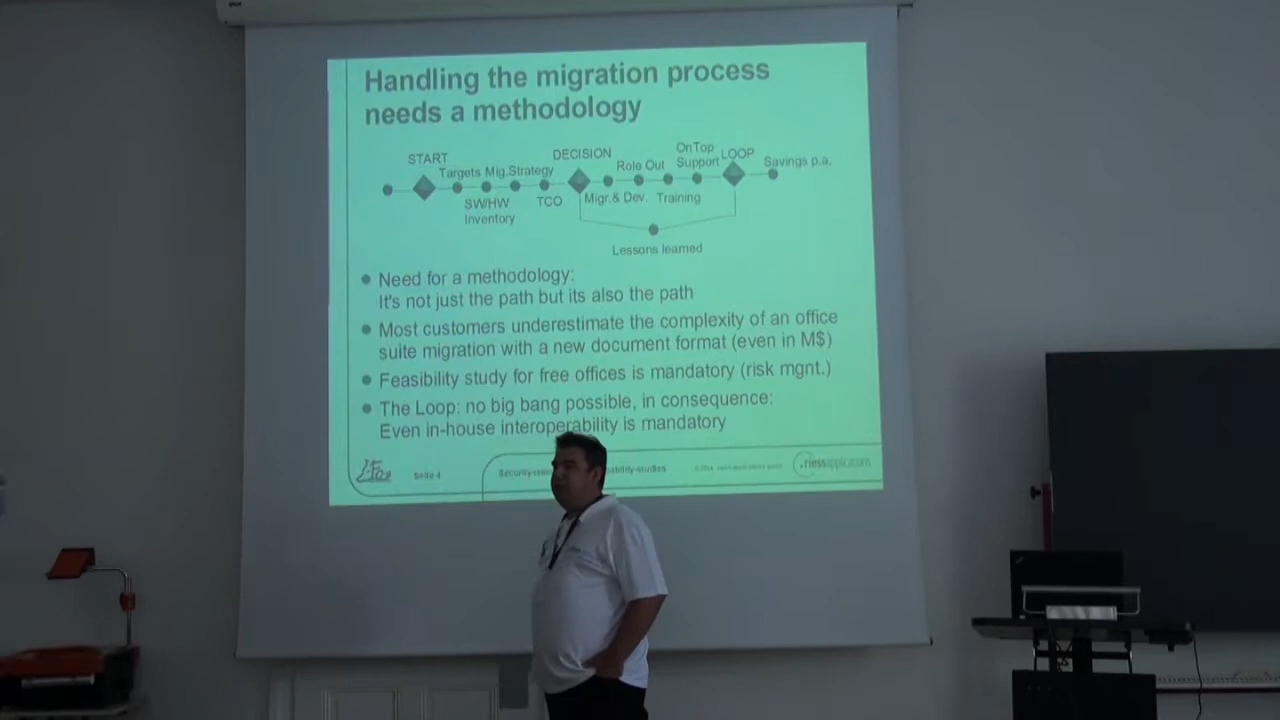 Handling the migration process
needs a methodology
START
Targets
SW/HW
Inventory
Mig.Strategy
TCO
DECISION
Migr.& Dev.
Role Out
Training
OnTop
Support
LOOP
Savings p.a.
Lessons learned
Need for a methodology:
It's not just the path but its also the path
Most customers underestimate the complexity of an office
suite migration with a new document format (even in M$)
Feasibility study for free offices is mandatory (risk mgnt.)
The Loop: no big bang possible, in consequence:
Even in-house interoperability is mandatory
Seite 4
.riessapplications